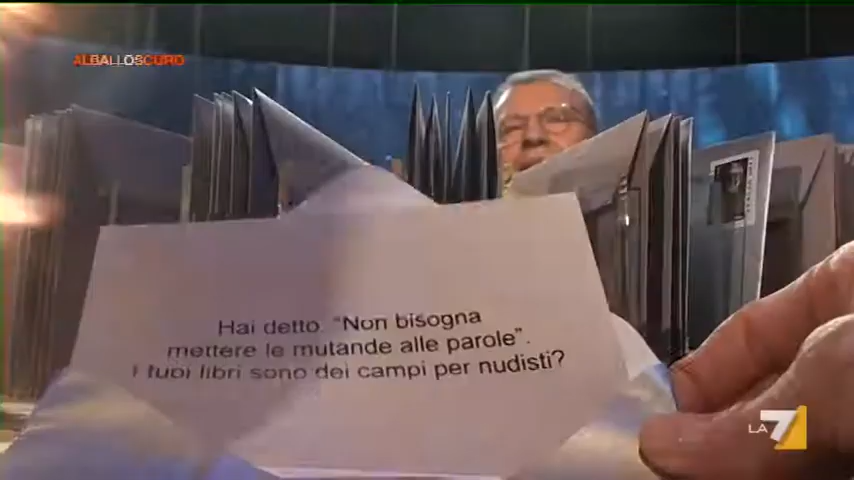 ALBALLOSCURO
Hai detto: "Non bisogna
mettere le mutande alle parole".
I tuoi libri sono dei campi per nudisti?
LA7